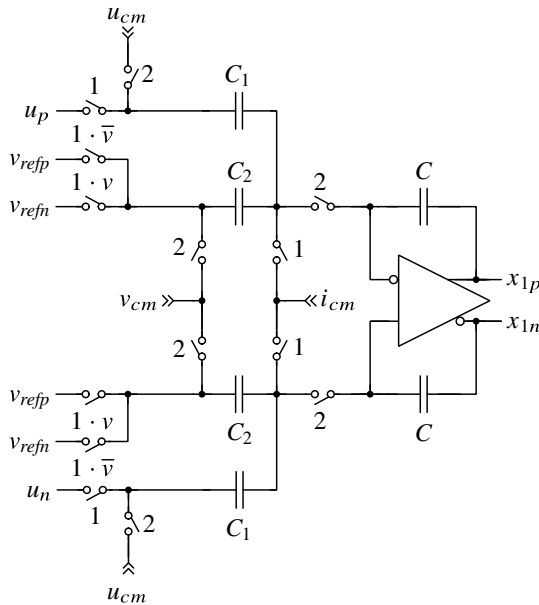 u_cm
2
C_1
1
u_p
1 · v̅
v_refp
1 · v
C_2
2
C
v_refn
2
1
x_1p
v_cm
i_cm
x_1n
2
1
v_refp
1 · v
C_2
2
C
v_refn
1 · v̅
u_n
1
2
C_1
u_cm